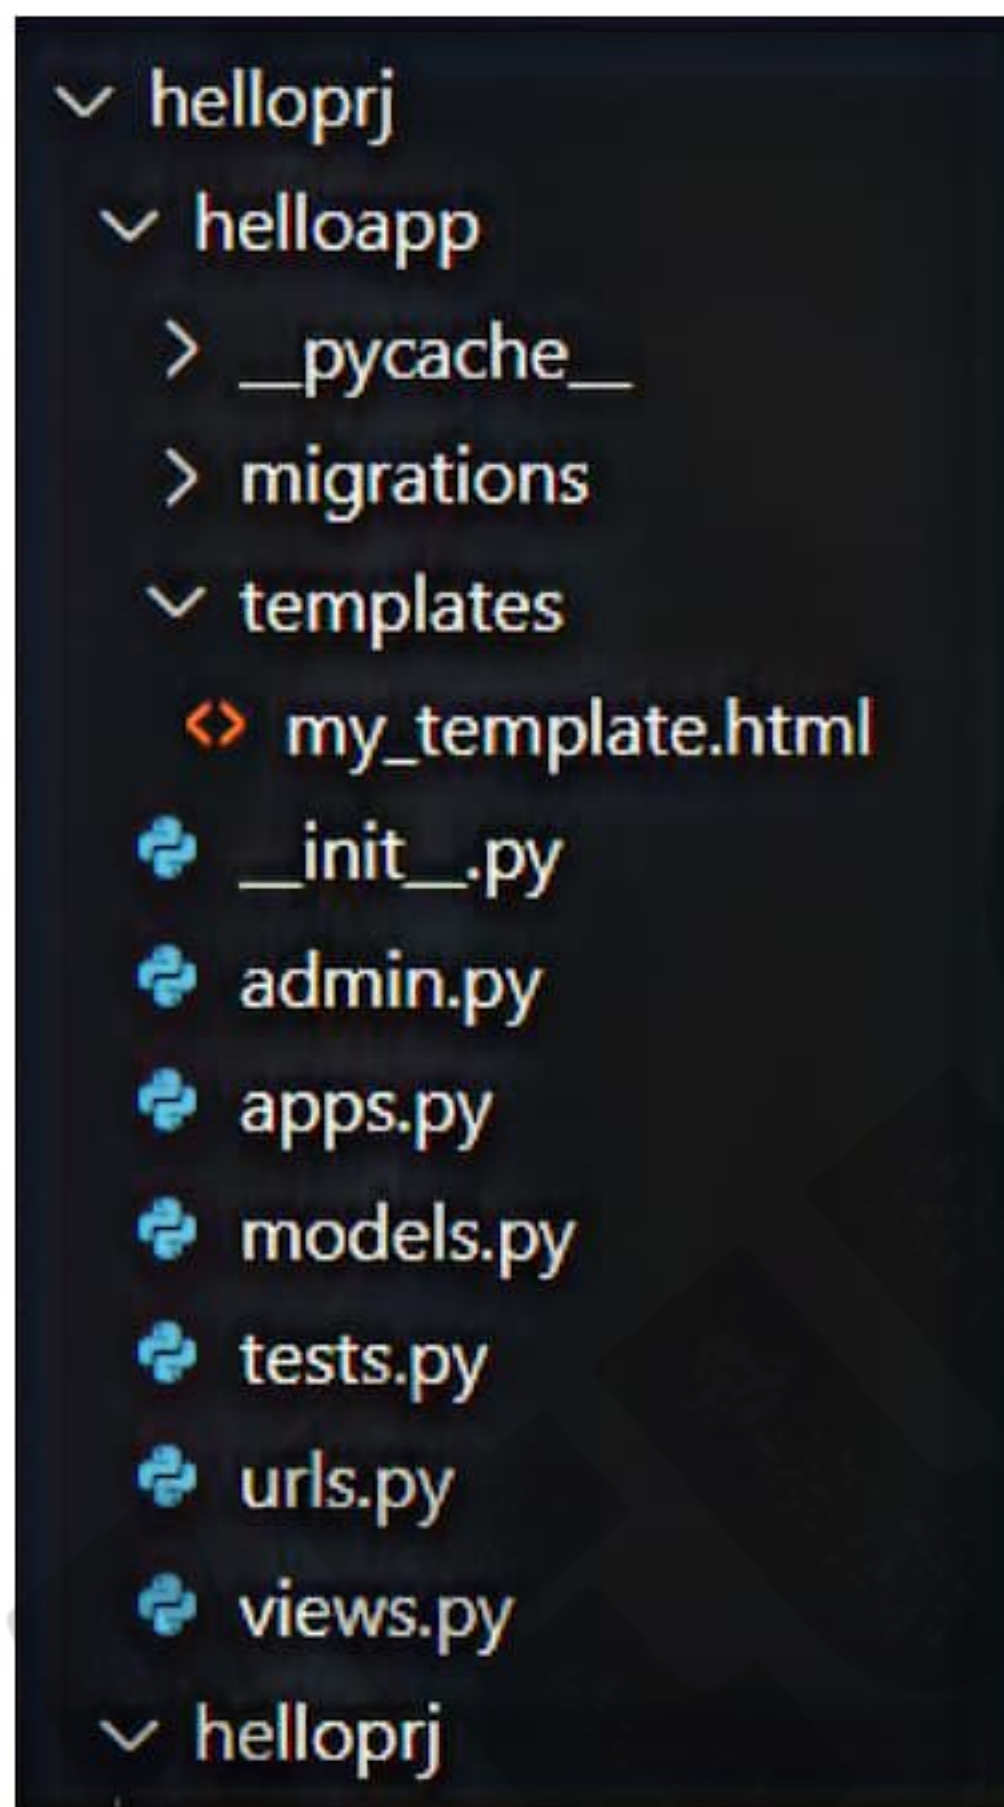 helloprj
helloapp
__pycache__
migrations
templates
my_template.html
__init__.py
admin.py
apps.py
models.py
tests.py
urls.py
views.py
helloprj